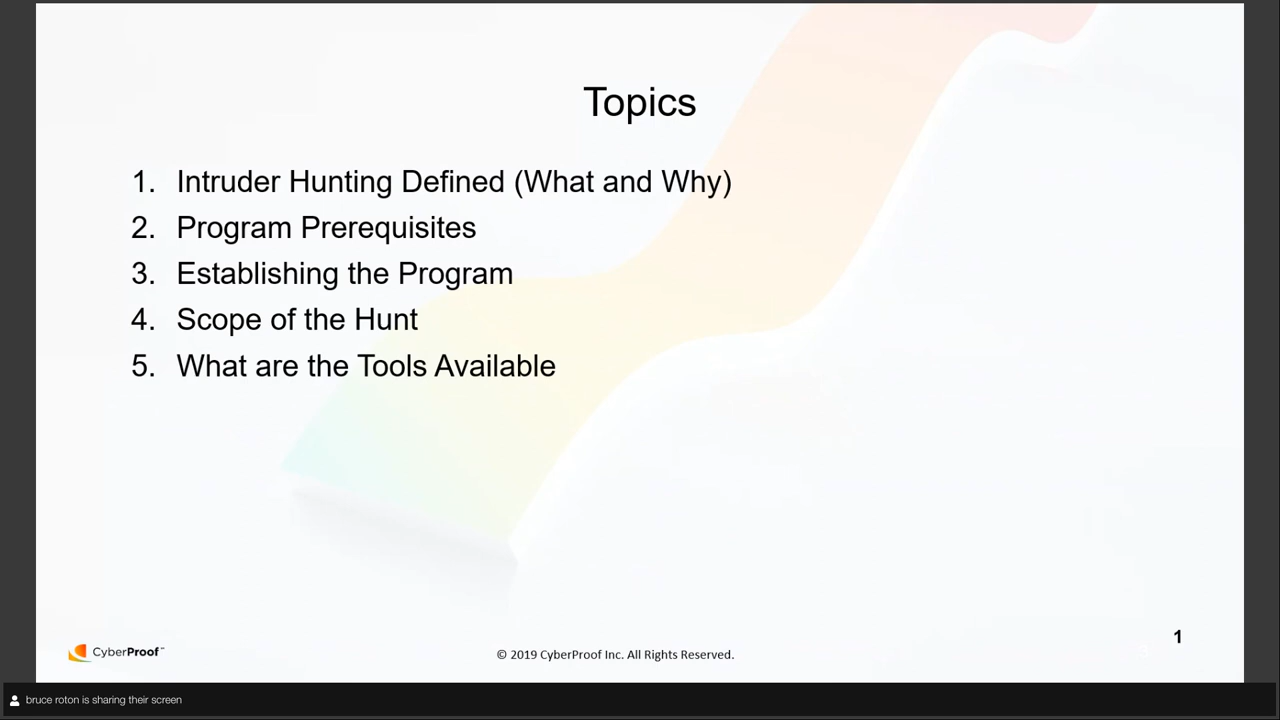 Topics
1. Intruder Hunting Defined (What and Why)
2. Program Prerequisites
3. Establishing the Program
4. Scope of the Hunt
5. What are the Tools Available
1
CyberProof™
© 2019 CyberProof Inc. All Rights Reserved.
bruce roton is sharing their screen